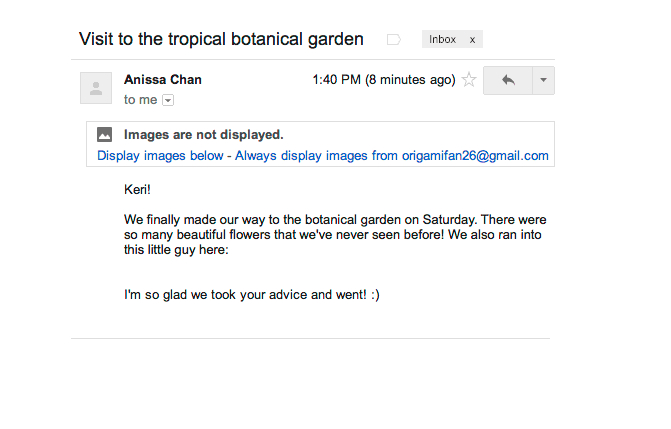 Visit to the tropical botanical garden Inbox x
Anissa Chan 1:40 PM (8 minutes ago)
to me
Images are not displayed.
Display images below - Always display images from origamifan26@gmail.com
Keri!
We finally made our way to the botanical garden on Saturday. There were
so many beautiful flowers that we've never seen before! We also ran into
this little guy here:
I'm so glad we took your advice and went! :)